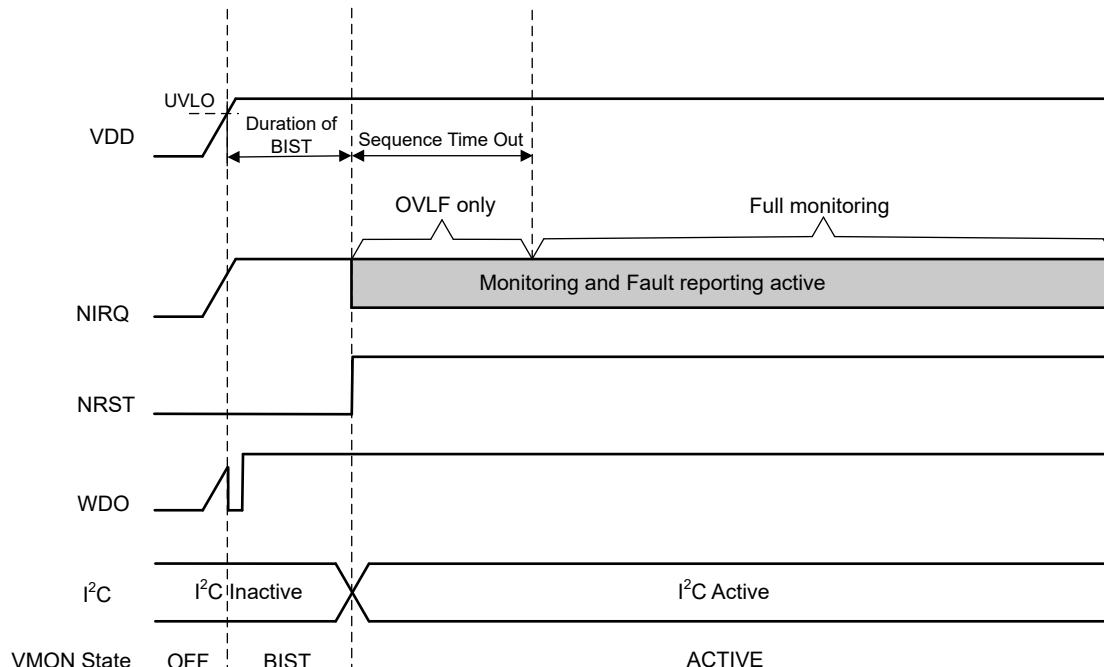 UVLO
VDD
Duration of
BIST
Sequence Time Out
OVLF only
Full monitoring
Monitoring and Fault reporting active
NIRQ
NRST
WDO
I²C
I²C Inactive
I²C Active
VMON State
OFF
BIST
ACTIVE